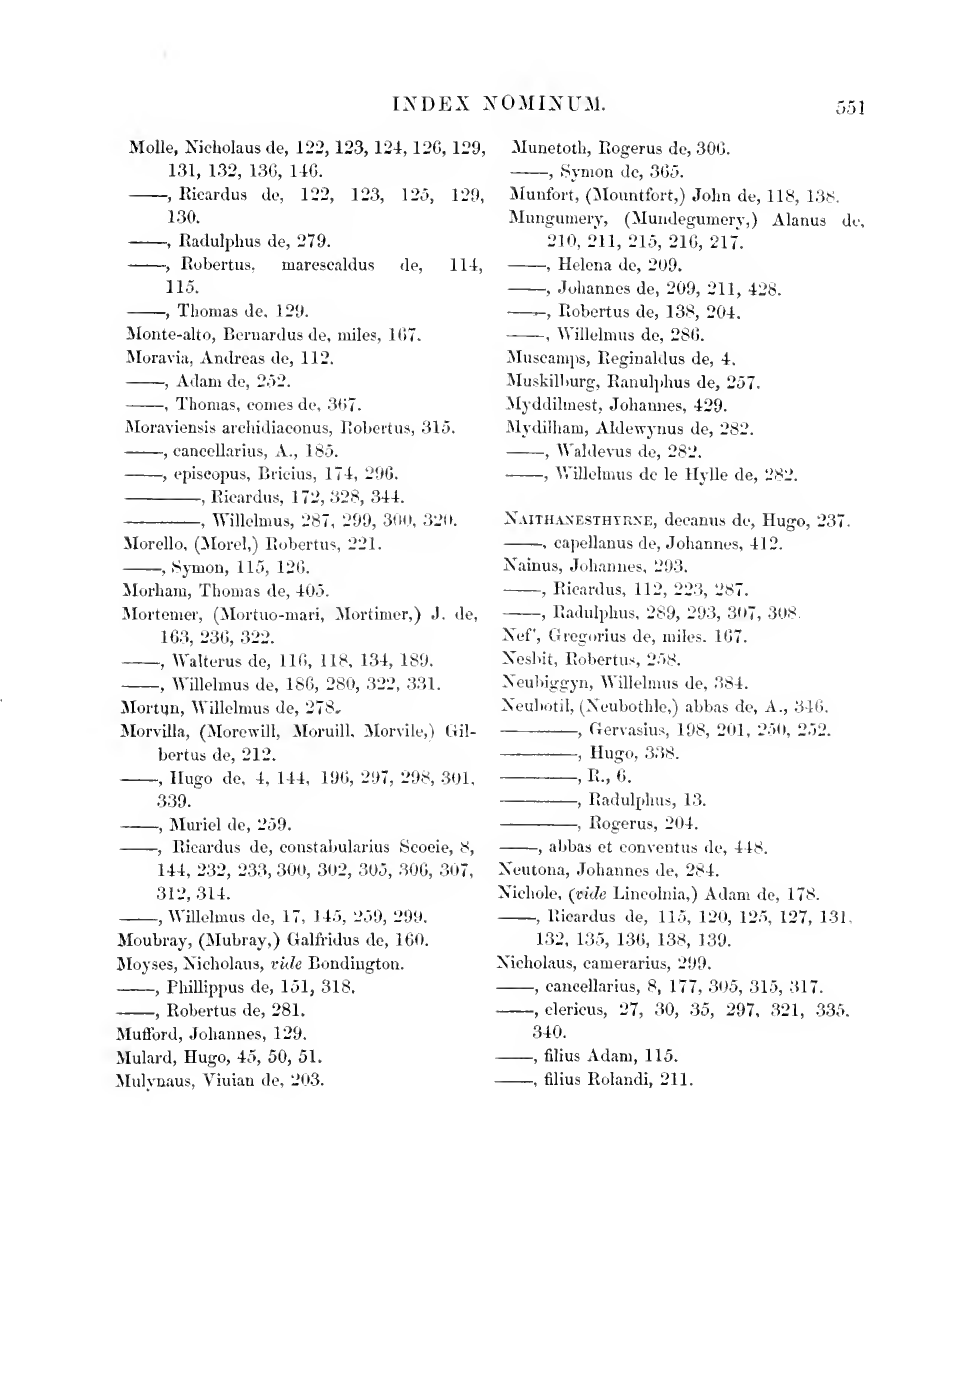 INDEX NOMINUM.
551
Molle, Nicholaus de, 122, 123, 124, 126, 129,
131, 132, 136, 146.
———, Ricardus de, 122, 123, 125, 129,
130.
———, Radulphus de, 279.
———, Robertus, marescaldus de, 114,
115.
———, Thomas de, 129.
Monte-alto, Bernardus de, miles, 167.
Moravia, Andreas de, 112.
———, Adam de, 252.
———, Thomas, comes de, 367.
Moraviensis archidiaconus, Robertus, 315.
———, cancellarius, A., 185.
———, episcopus, Bricius, 174, 296.
——————, Ricardus, 172, 328, 344.
——————, Willelmus, 287, 299, 300, 320.
Morello, (Morel,) Robertus, 221.
———, Symon, 115, 126.
Morham, Thomas de, 405.
Mortemer, (Mortuo-mari, Mortimer,) J. de,
163, 236, 322.
———, Walterus de, 116, 118, 134, 189.
———, Willelmus de, 186, 280, 322, 331.
Mortun, Willelmus de, 278.
Morvilla, (Morewill, Moruill, Morvile,) Gil-
bertus de, 212.
———, Hugo de, 4, 144, 196, 297, 298, 301,
339.
———, Muriel de, 259.
———, Ricardus de, constabularius Scocie, 8,
144, 232, 233, 300, 302, 305, 306, 307,
312, 314.
———, Willelmus de, 17, 145, 259, 299.
Moubray, (Mubray,) Galfridus de, 160.
Moyses, Nicholaus, vide Bondington.
———, Phillippus de, 151, 318.
———, Robertus de, 281.
Mufford, Johannes, 129.
Mulard, Hugo, 45, 50, 51.
Mulynaus, Viuian de, 203.
Munetoth, Rogerus de, 306.
———, Symon de, 365.
Munfort, (Mountfort,) John de, 118, 138.
Mungumery, (Mundegumery,) Alanus de,
210, 211, 215, 216, 217.
———, Helena de, 209.
———, Johannes de, 209, 211, 428.
———, Robertus de, 138, 204.
———, Willelmus de, 286.
Muscamps, Reginaldus de, 4.
Muskilburg, Ranulphus de, 257.
Myddilmest, Johannes, 429.
Mydilham, Aldewynus de, 282.
———, Waldevus de, 282.
———, Willelmus de le Hylle de, 282.
NAITHANESTHYRNE, decanus de, Hugo, 237.
———, capellanus de, Johannes, 412.
Nainus, Johannes, 293.
———, Ricardus, 112, 223, 287.
———, Radulphus, 289, 293, 307, 308.
Nef', Gregorius de, miles. 167.
Nesbit, Robertus, 258.
Neubiggyn, Willelmus de, 384.
Neubotil, (Neubothle,) abbas de, A., 346.
——————, Gervasius, 198, 201, 250, 252.
——————, Hugo, 338.
——————, R., 6.
——————, Radulphus, 13.
——————, Rogerus, 204.
———, abbas et conventus de, 448.
Neutona, Johannes de, 284.
Nichole, (vide Lincolnia,) Adam de, 178.
———, Ricardus de, 115, 120, 125, 127, 131,
132, 135, 136, 138, 139.
Nicholaus, camerarius, 299.
———, cancellarius, 8, 177, 305, 315, 317.
———, clericus, 27, 30, 35, 297, 321, 335,
340.
———, filius Adam, 115.
———, filius Rolandi, 211.